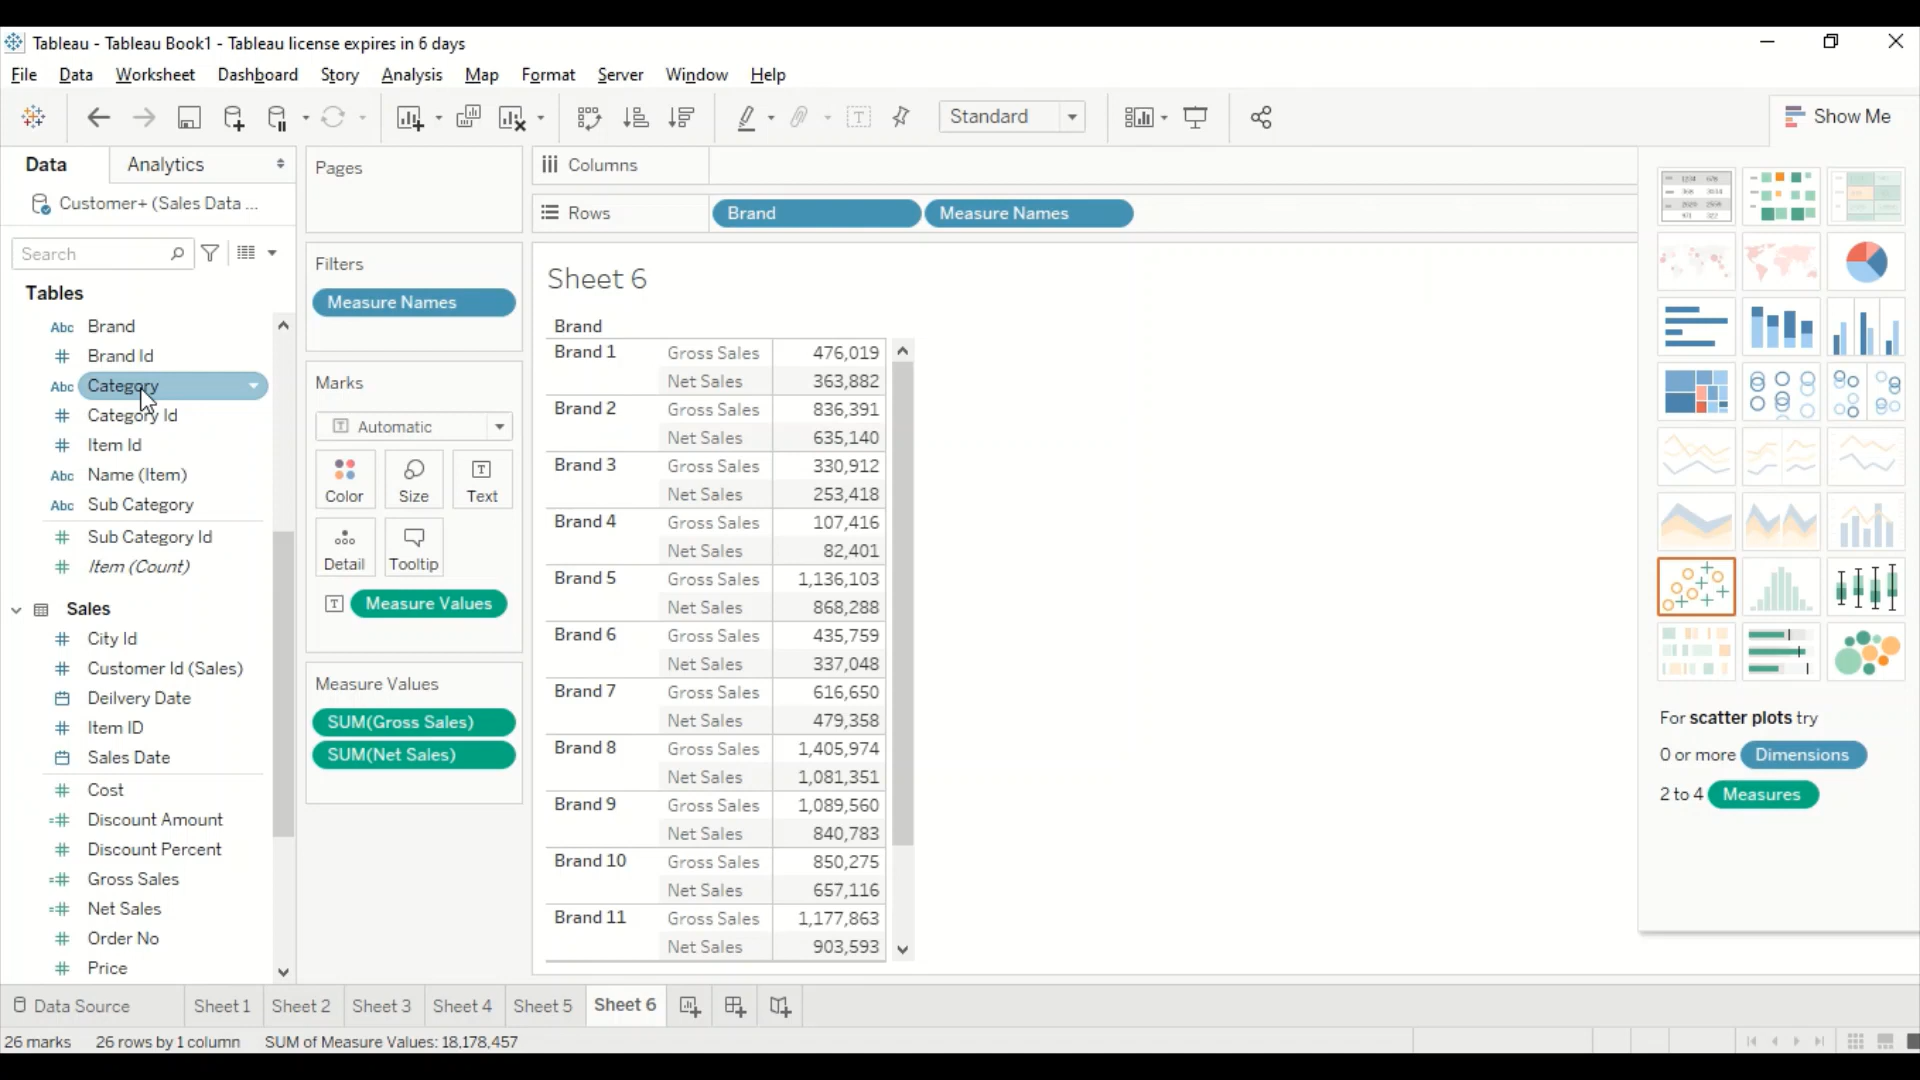 Tableau - Tableau Book1 - Tableau license expires in 6 days
File Data Worksheet Dashboard Story Analysis Map Format Server Window Help
Standard
Show Me
Data Analytics
Customer+ (Sales Data ...
Search
Tables
Abc Brand
# Brand Id
Abc Category
# Category Id
# Item Id
Abc Name (Item)
Abc Sub Category
# Sub Category Id
# Item (Count)
Sales
# City Id
# Customer Id (Sales)
Deilvery Date
# Item ID
Sales Date
# Cost
=# Discount Amount
# Discount Percent
=# Gross Sales
=# Net Sales
# Order No
# Price
Pages
Filters
Measure Names
Marks
Automatic
Color Size Text
Detail Tooltip
Measure Values
Measure Values
SUM(Gross Sales)
SUM(Net Sales)
Columns
Rows Brand Measure Names
Sheet 6
Brand
Brand 1 Gross Sales 476,019
Net Sales 363,882
Brand 2 Gross Sales 836,391
Net Sales 635,140
Brand 3 Gross Sales 330,912
Net Sales 253,418
Brand 4 Gross Sales 107,416
Net Sales 82,401
Brand 5 Gross Sales 1,136,103
Net Sales 868,288
Brand 6 Gross Sales 435,759
Net Sales 337,048
Brand 7 Gross Sales 616,650
Net Sales 479,358
Brand 8 Gross Sales 1,405,974
Net Sales 1,081,351
Brand 9 Gross Sales 1,089,560
Net Sales 840,783
Brand 10 Gross Sales 850,275
Net Sales 657,116
Brand 11 Gross Sales 1,177,863
Net Sales 903,593
For scatter plots try
0 or more Dimensions
2 to 4 Measures
Data Source Sheet 1 Sheet 2 Sheet 3 Sheet 4 Sheet 5 Sheet 6
26 marks 26 rows by 1 column SUM of Measure Values: 18,178,457